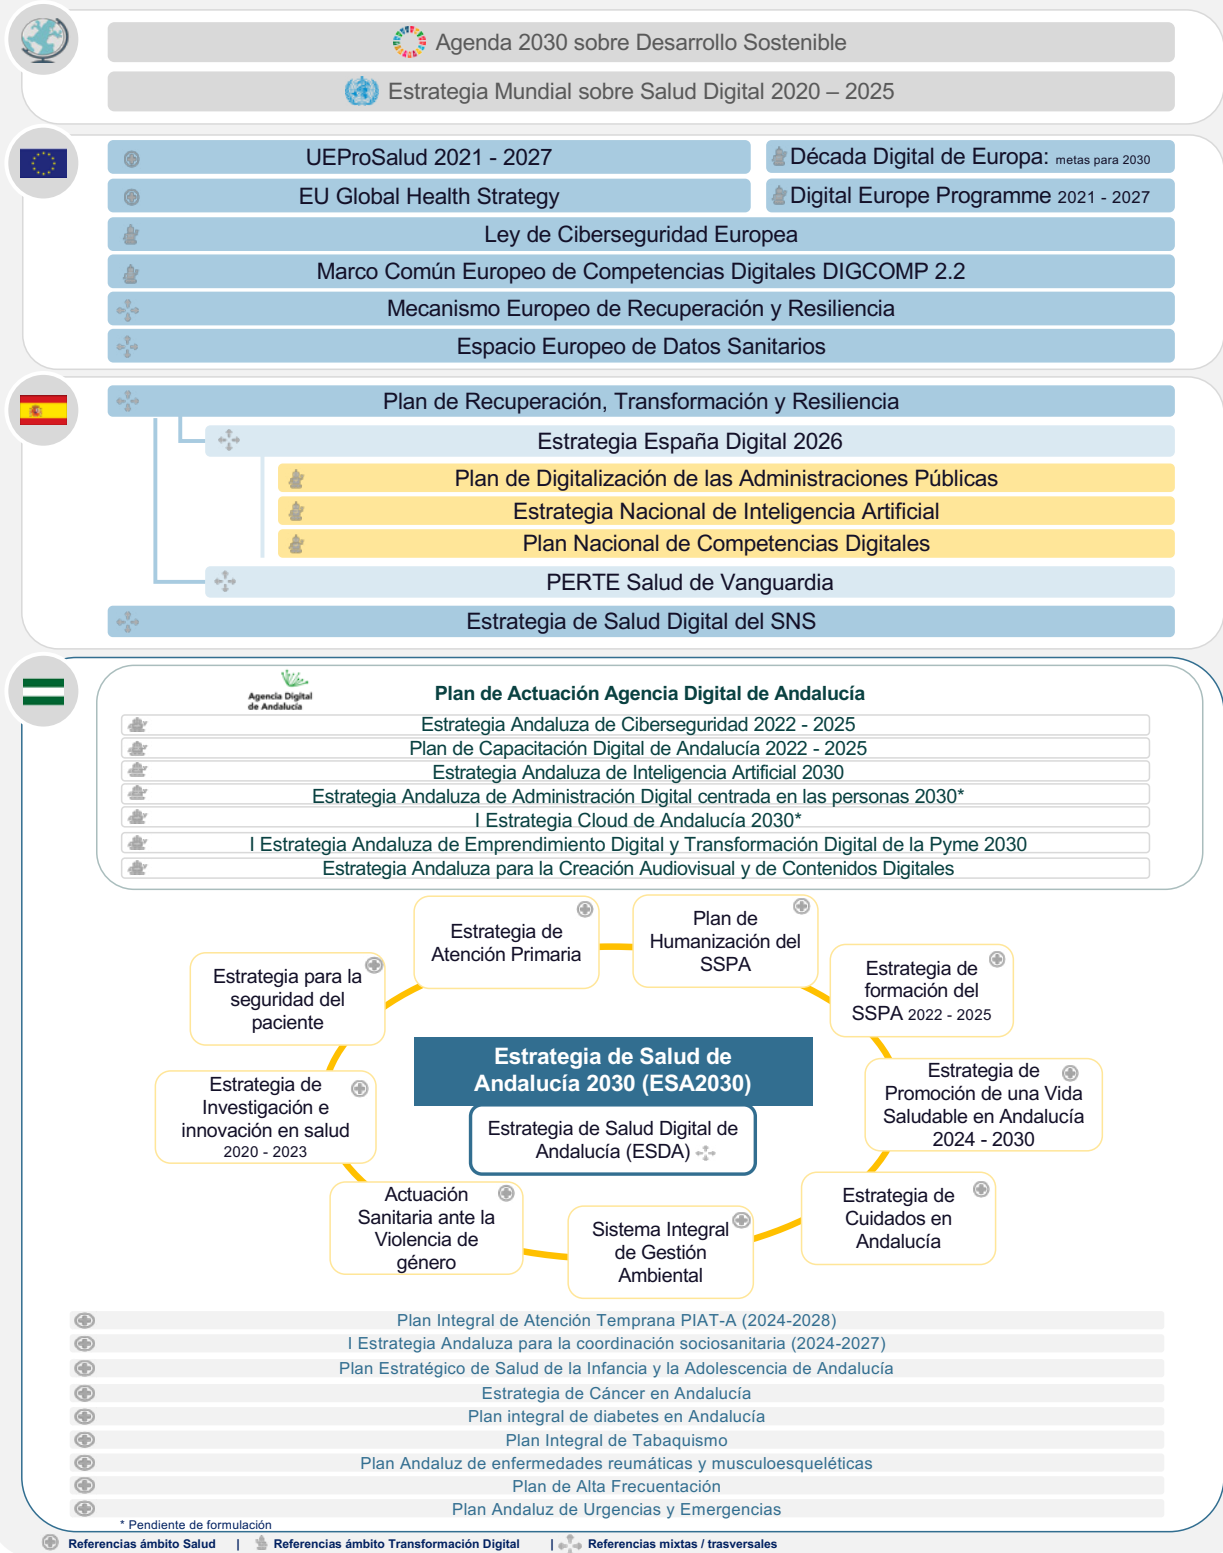 Agenda 2030 sobre Desarrollo Sostenible
Estrategia Mundial sobre Salud Digital 2020 – 2025
UEProSalud 2021 - 2027
Década Digital de Europa: metas para 2030
EU Global Health Strategy
Digital Europe Programme 2021 - 2027
Ley de Ciberseguridad Europea
Marco Común Europeo de Competencias Digitales DIGCOMP 2.2
Mecanismo Europeo de Recuperación y Resiliencia
Espacio Europeo de Datos Sanitarios
Plan de Recuperación, Transformación y Resiliencia
Estrategia España Digital 2026
Plan de Digitalización de las Administraciones Públicas
Estrategia Nacional de Inteligencia Artificial
Plan Nacional de Competencias Digitales
PERTE Salud de Vanguardia
Estrategia de Salud Digital del SNS
Agencia Digital
de Andalucía
Plan de Actuación Agencia Digital de Andalucía
Estrategia Andaluza de Ciberseguridad 2022 - 2025
Plan de Capacitación Digital de Andalucía 2022 - 2025
Estrategia Andaluza de Inteligencia Artificial 2030
Estrategia Andaluza de Administración Digital centrada en las personas 2030*
I Estrategia Cloud de Andalucía 2030*
I Estrategia Andaluza de Emprendimiento Digital y Transformación Digital de la Pyme 2030
Estrategia Andaluza para la Creación Audiovisual y de Contenidos Digitales
Estrategia de
Atención Primaria
Plan de
Humanización del
SSPA
Estrategia para la
seguridad del
paciente
Estrategia de
formación del
SSPA 2022 - 2025
Estrategia de Salud de
Andalucía 2030 (ESA2030)
Estrategia de Salud Digital de
Andalucía (ESDA)
Estrategia de
Investigación e
innovación en salud
2020 - 2023
Estrategia de
Promoción de una Vida
Saludable en Andalucía
2024 - 2030
Actuación
Sanitaria ante la
Violencia de
género
Sistema Integral
de Gestión
Ambiental
Estrategia de
Cuidados en
Andalucía
Plan Integral de Atención Temprana PIAT-A (2024-2028)
I Estrategia Andaluza para la coordinación sociosanitaria (2024-2027)
Plan Estratégico de Salud de la Infancia y la Adolescencia de Andalucía
Estrategia de Cáncer en Andalucía
Plan integral de diabetes en Andalucía
Plan Integral de Tabaquismo
Plan Andaluz de enfermedades reumáticas y musculoesqueléticas
Plan de Alta Frecuentación
Plan Andaluz de Urgencias y Emergencias
* Pendiente de formulación
Referencias ámbito Salud | Referencias ámbito Transformación Digital | Referencias mixtas / trasversales